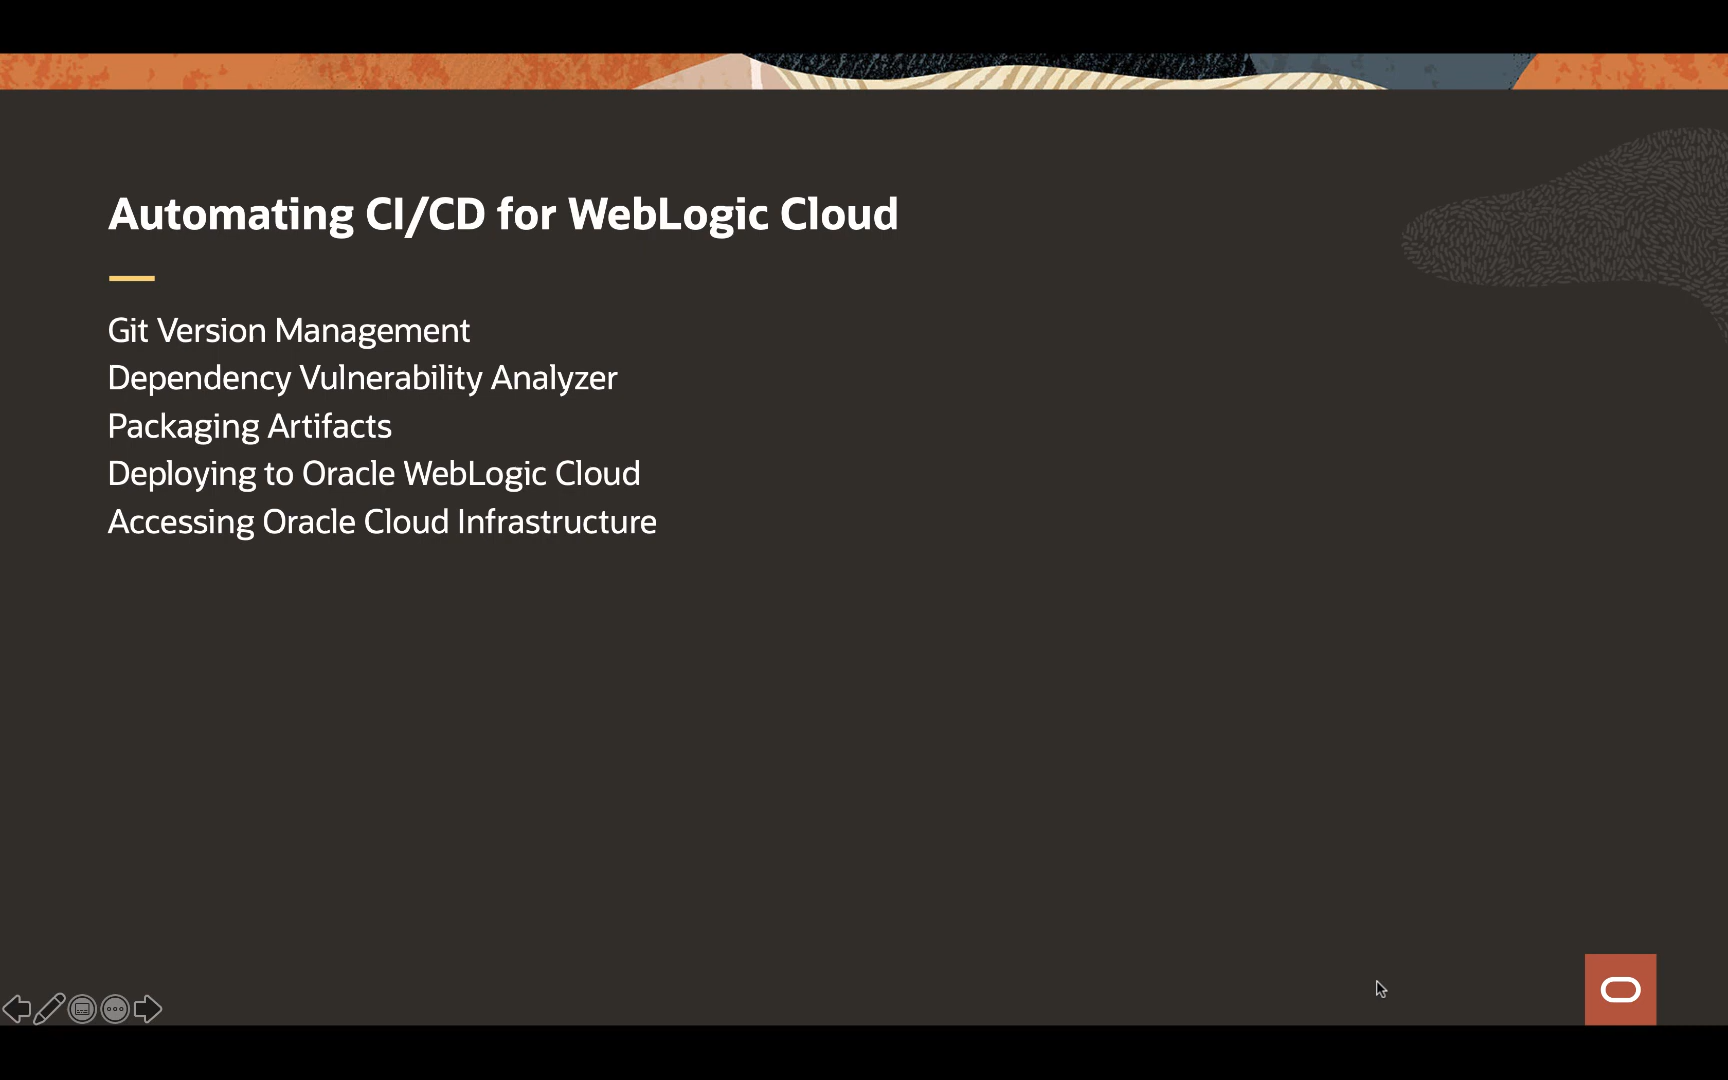 Automating CI/CD for WebLogic Cloud
Git Version Management
Dependency Vulnerability Analyzer
Packaging Artifacts
Deploying to Oracle WebLogic Cloud
Accessing Oracle Cloud Infrastructure